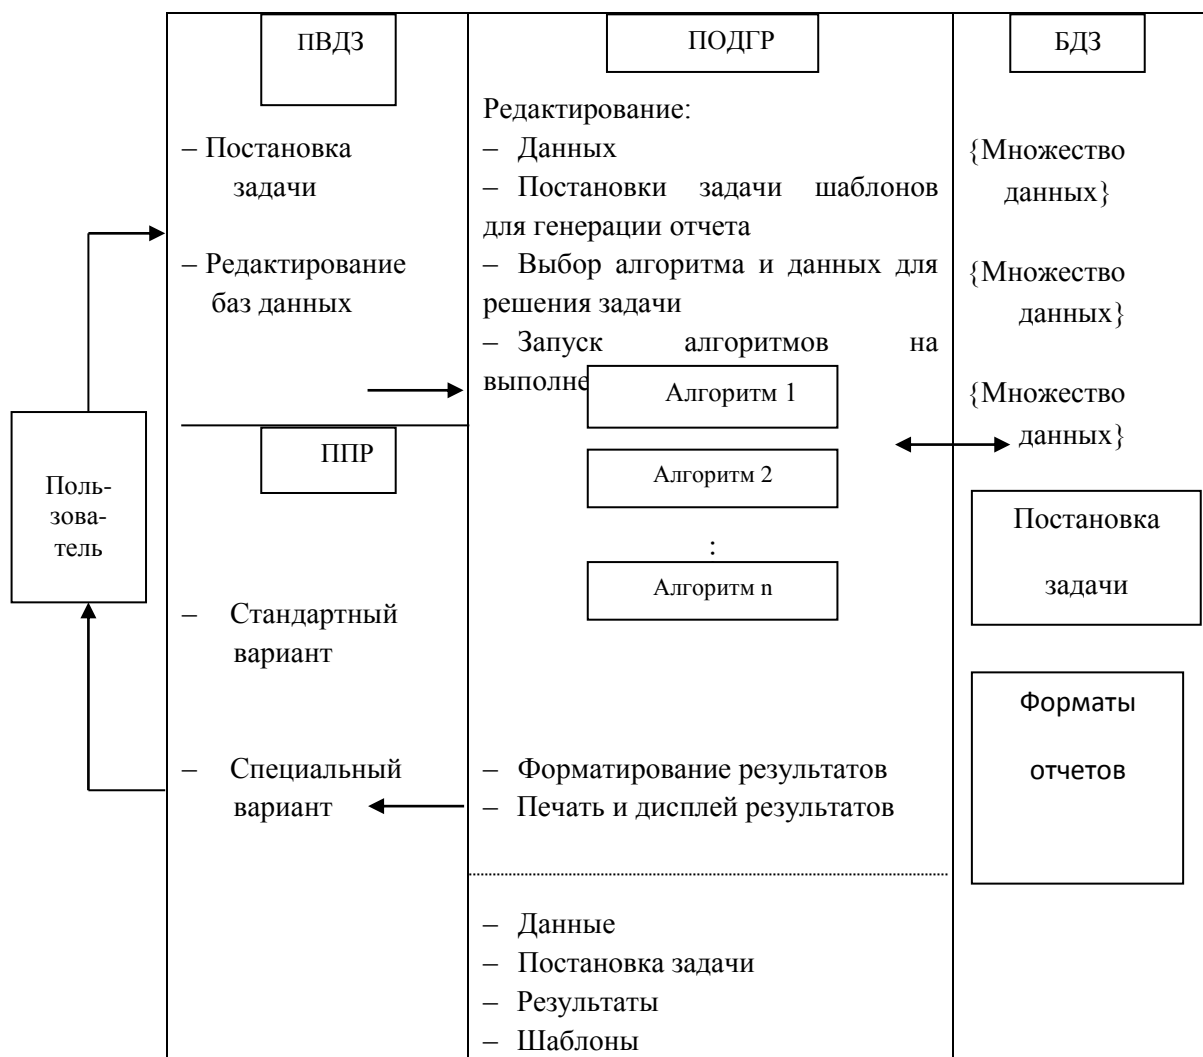 ПВДЗ
– Постановка
задачи
– Редактирование
баз данных
ППР
– Стандартный
вариант
– Специальный
вариант
Поль-
зова-
тель
ПОДГР
Редактирование:
– Данных
– Постановки задачи шаблонов
для генерации отчета
– Выбор алгоритма и данных для
решения задачи
– Запуск алгоритмов на
Алгоритм 1
Алгоритм 2
:
Алгоритм n
– Форматирование результатов
– Печать и дисплей результатов
– Данные
– Постановка задачи
– Результаты
– Шаблоны
БДЗ
{Множество
данных}
{Множество
данных}
{Множество
данных}
Постановка
задачи
Форматы
отчетов